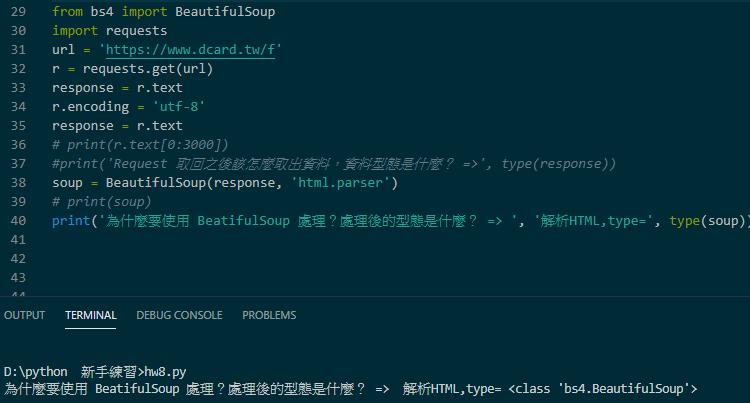 29 from bs4 import BeautifulSoup
30 import requests
31 url = 'https://www.dcard.tw/f'
32 r = requests.get(url)
33 response = r.text
34 r.encoding = 'utf-8'
35 response = r.text
36 # print(r.text[0:3000])
37 #print('Request 取回之後該怎麼取出資料，資料型態是什麼？ =>', type(response))
38 soup = BeautifulSoup(response, 'html.parser')
39 # print(soup)
40 print('為什麼要使用 BeatifulSoup 處理？處理後的型態是什麼？ => ', '解析HTML,type=', type(soup))
41
42
43
44
OUTPUT TERMINAL DEBUG CONSOLE PROBLEMS
D:\python 新手練習>hw8.py
為什麼要使用 BeatifulSoup 處理？處理後的型態是什麼？ =>  解析HTML,type= <class 'bs4.BeautifulSoup'>